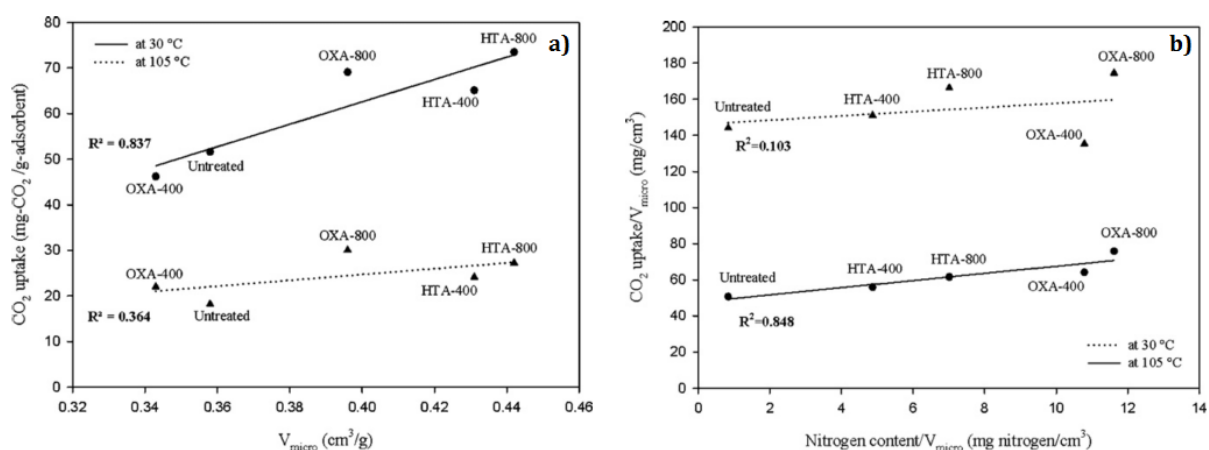 a)
at 30 °C
at 105 °C
CO2 uptake (mg-CO2 /g-adsorbent)
80
70
60
50
40
30
20
10
0
HTA-800
OXA-800
HTA-400
R² = 0.837
Untreated
OXA-400
OXA-800
HTA-800
OXA-400
HTA-400
R² = 0.364
Untreated
0.32 0.34 0.36 0.38 0.40 0.42 0.44 0.46
Vmicro (cm3/g)
b)
CO2 uptake/Vmicro (mg/cm3)
200
180
160
140
120
100
80
60
40
20
0
OXA-800
HTA-800
HTA-400
Untreated
OXA-400
R2=0.103
OXA-800
HTA-800
HTA-400
Untreated
OXA-400
R2=0.848
at 30 °C
at 105 °C
0 2 4 6 8 10 12 14
Nitrogen content/Vmicro (mg nitrogen/cm3)